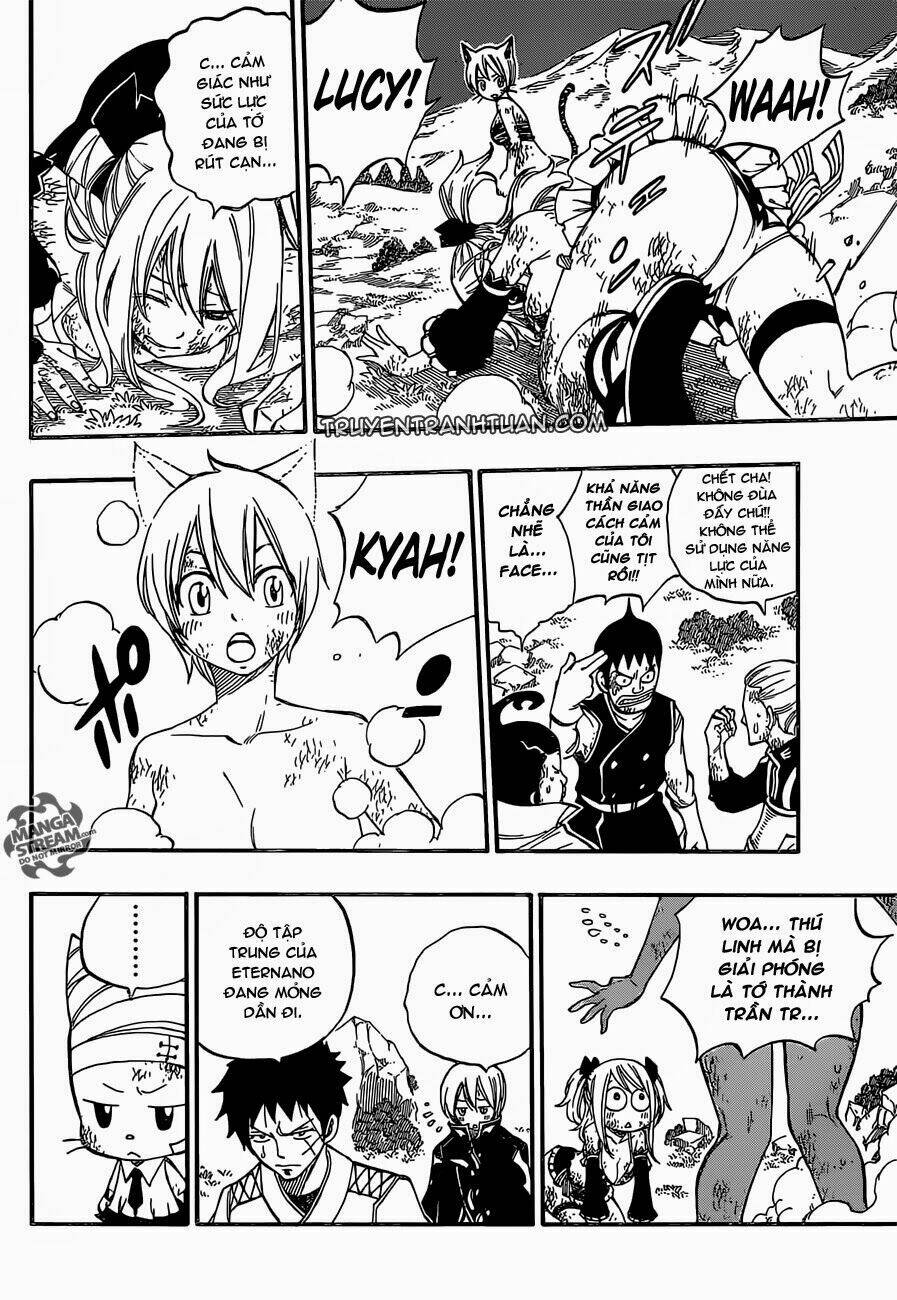 WAAH!
LUCY!
C... CẢM
GIÁC NHƯ
SỨC LỰC
CỦA TỚ
ĐANG BỊ
RÚT CẠN...
TRUYENTRANHTUAN.COM
CHẾT CHA!
KHÔNG ĐÙA
ĐẤY CHỨ!!
KHÔNG THỂ
SỬ DỤNG NĂNG
LỰC CỦA
MÌNH NỮA.
KHẢ NĂNG
THẦN GIAO
CÁCH CẢM
CỦA TÔI
CŨNG TỊT
RỒI!!
CHẲNG
NHẼ
LÀ...
FACE...
KYAH!
MANGA
STREAM.com
DO NOT MIRROR
WOA... THÚ
LINH MÀ BỊ
GIẢI PHÓNG
LÀ TỚ THÀNH
TRẦN TR...
C... CẢM
ƠN...
ĐỘ TẬP
TRUNG CỦA
ETERNANO
ĐANG MỎNG
DẦN ĐI.
........